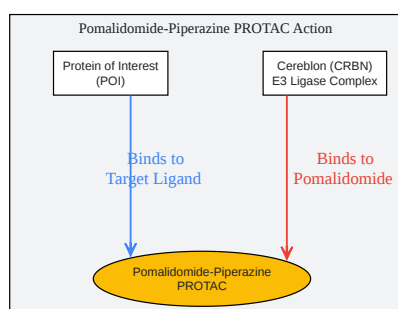 Pomalidomide-Piperazine PROTAC Action
Protein of Interest
(POI)
Cereblon (CRBN)
E3 Ligase Complex
Binds to
Target Ligand
Binds to
Pomalidomide
Pomalidomide-Piperazine
PROTAC